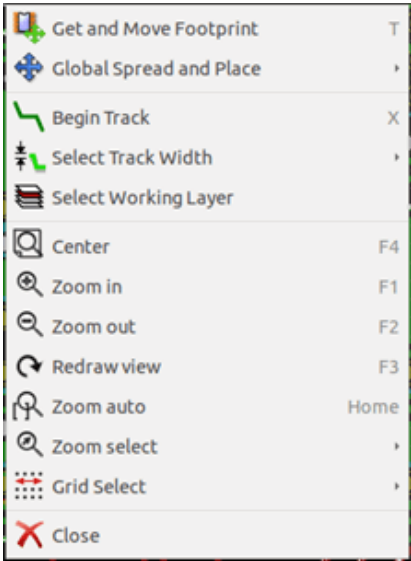 Get and Move Footprint T
Global Spread and Place
Begin Track X
Select Track Width
Select Working Layer
Center F4
Zoom in F1
Zoom out F2
Redraw view F3
Zoom auto Home
Zoom select
Grid Select
Close